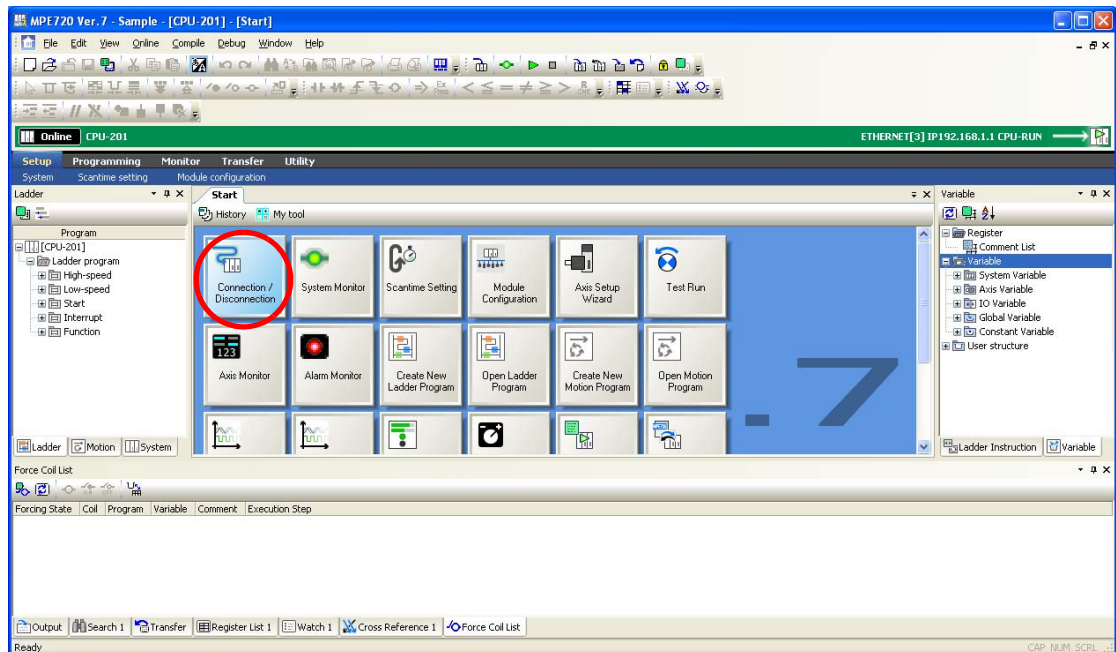 MPE720 Ver.7 - Sample - [CPU-201] - [Start]
File Edit View Online Compile Debug Window Help
Online CPU-201 ETHERNET[3] IP192.168.1.1 CPU-RUN
Setup Programming Monitor Transfer Utility
System Scantime setting Module configuration
Ladder
Program
[CPU-201]
Ladder program
High-speed
Low-speed
Start
Interrupt
Function
Ladder Motion System
Start
History My tool
Connection / Disconnection
System Monitor
Scantime Setting
Module Configuration
Axis Setup Wizard
Test Run
123
Axis Monitor
Alarm Monitor
Create New Ladder Program
Open Ladder Program
Create New Motion Program
Open Motion Program
.7
Variable
Register
Comment List
Variable
System Variable
Axis Variable
IO Variable
Global Variable
Constant Variable
User structure
Ladder Instruction Variable
Force Coil List
Forcing State Coil Program Variable Comment Execution Step
Output Search 1 Transfer Register List 1 Watch 1 Cross Reference 1 Force Coil List
Ready CAP NUM SCRL